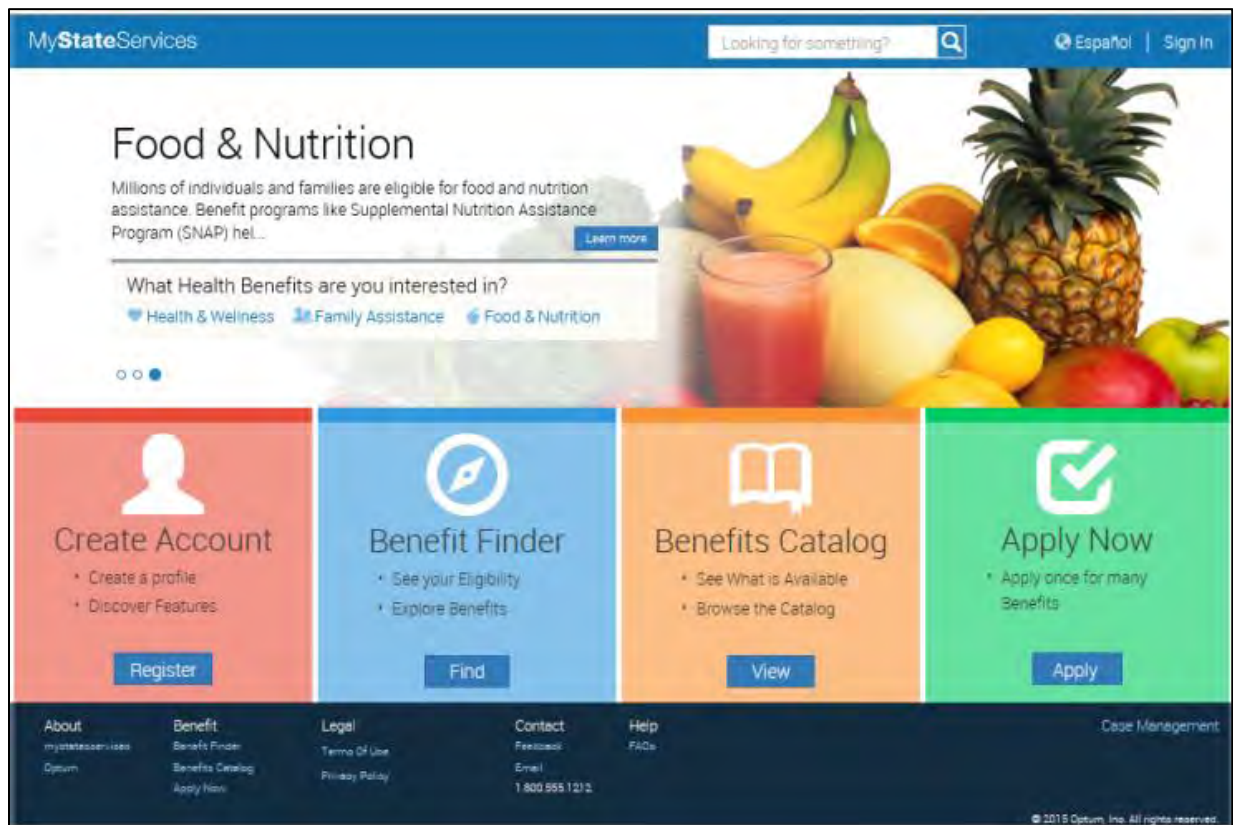 MyStateServices
Looking for something?
Español | Sign In
Food & Nutrition
Millions of individuals and families are eligible for food and nutrition
assistance. Benefit programs like Supplemental Nutrition Assistance
Program (SNAP) hel...
Learn more
What Health Benefits are you interested in?
Health & Wellness Family Assistance Food & Nutrition
Create Account
• Create a profile
• Discover Features
Register
Benefit Finder
• See your Eligibility
• Explore Benefits
Find
Benefits Catalog
• See What is Available
• Browse the Catalog
View
Apply Now
• Apply once for many
Benefits
Apply
About
mystateservices
Optum
Benefit
Benefit Finder
Benefits Catalog
Apply Now
Legal
Terms Of Use
Privacy Policy
Contact
Feedback
Email
1.800.555.1212
Help
FAQs
Case Management
© 2015 Optum, Inc. All rights reserved.